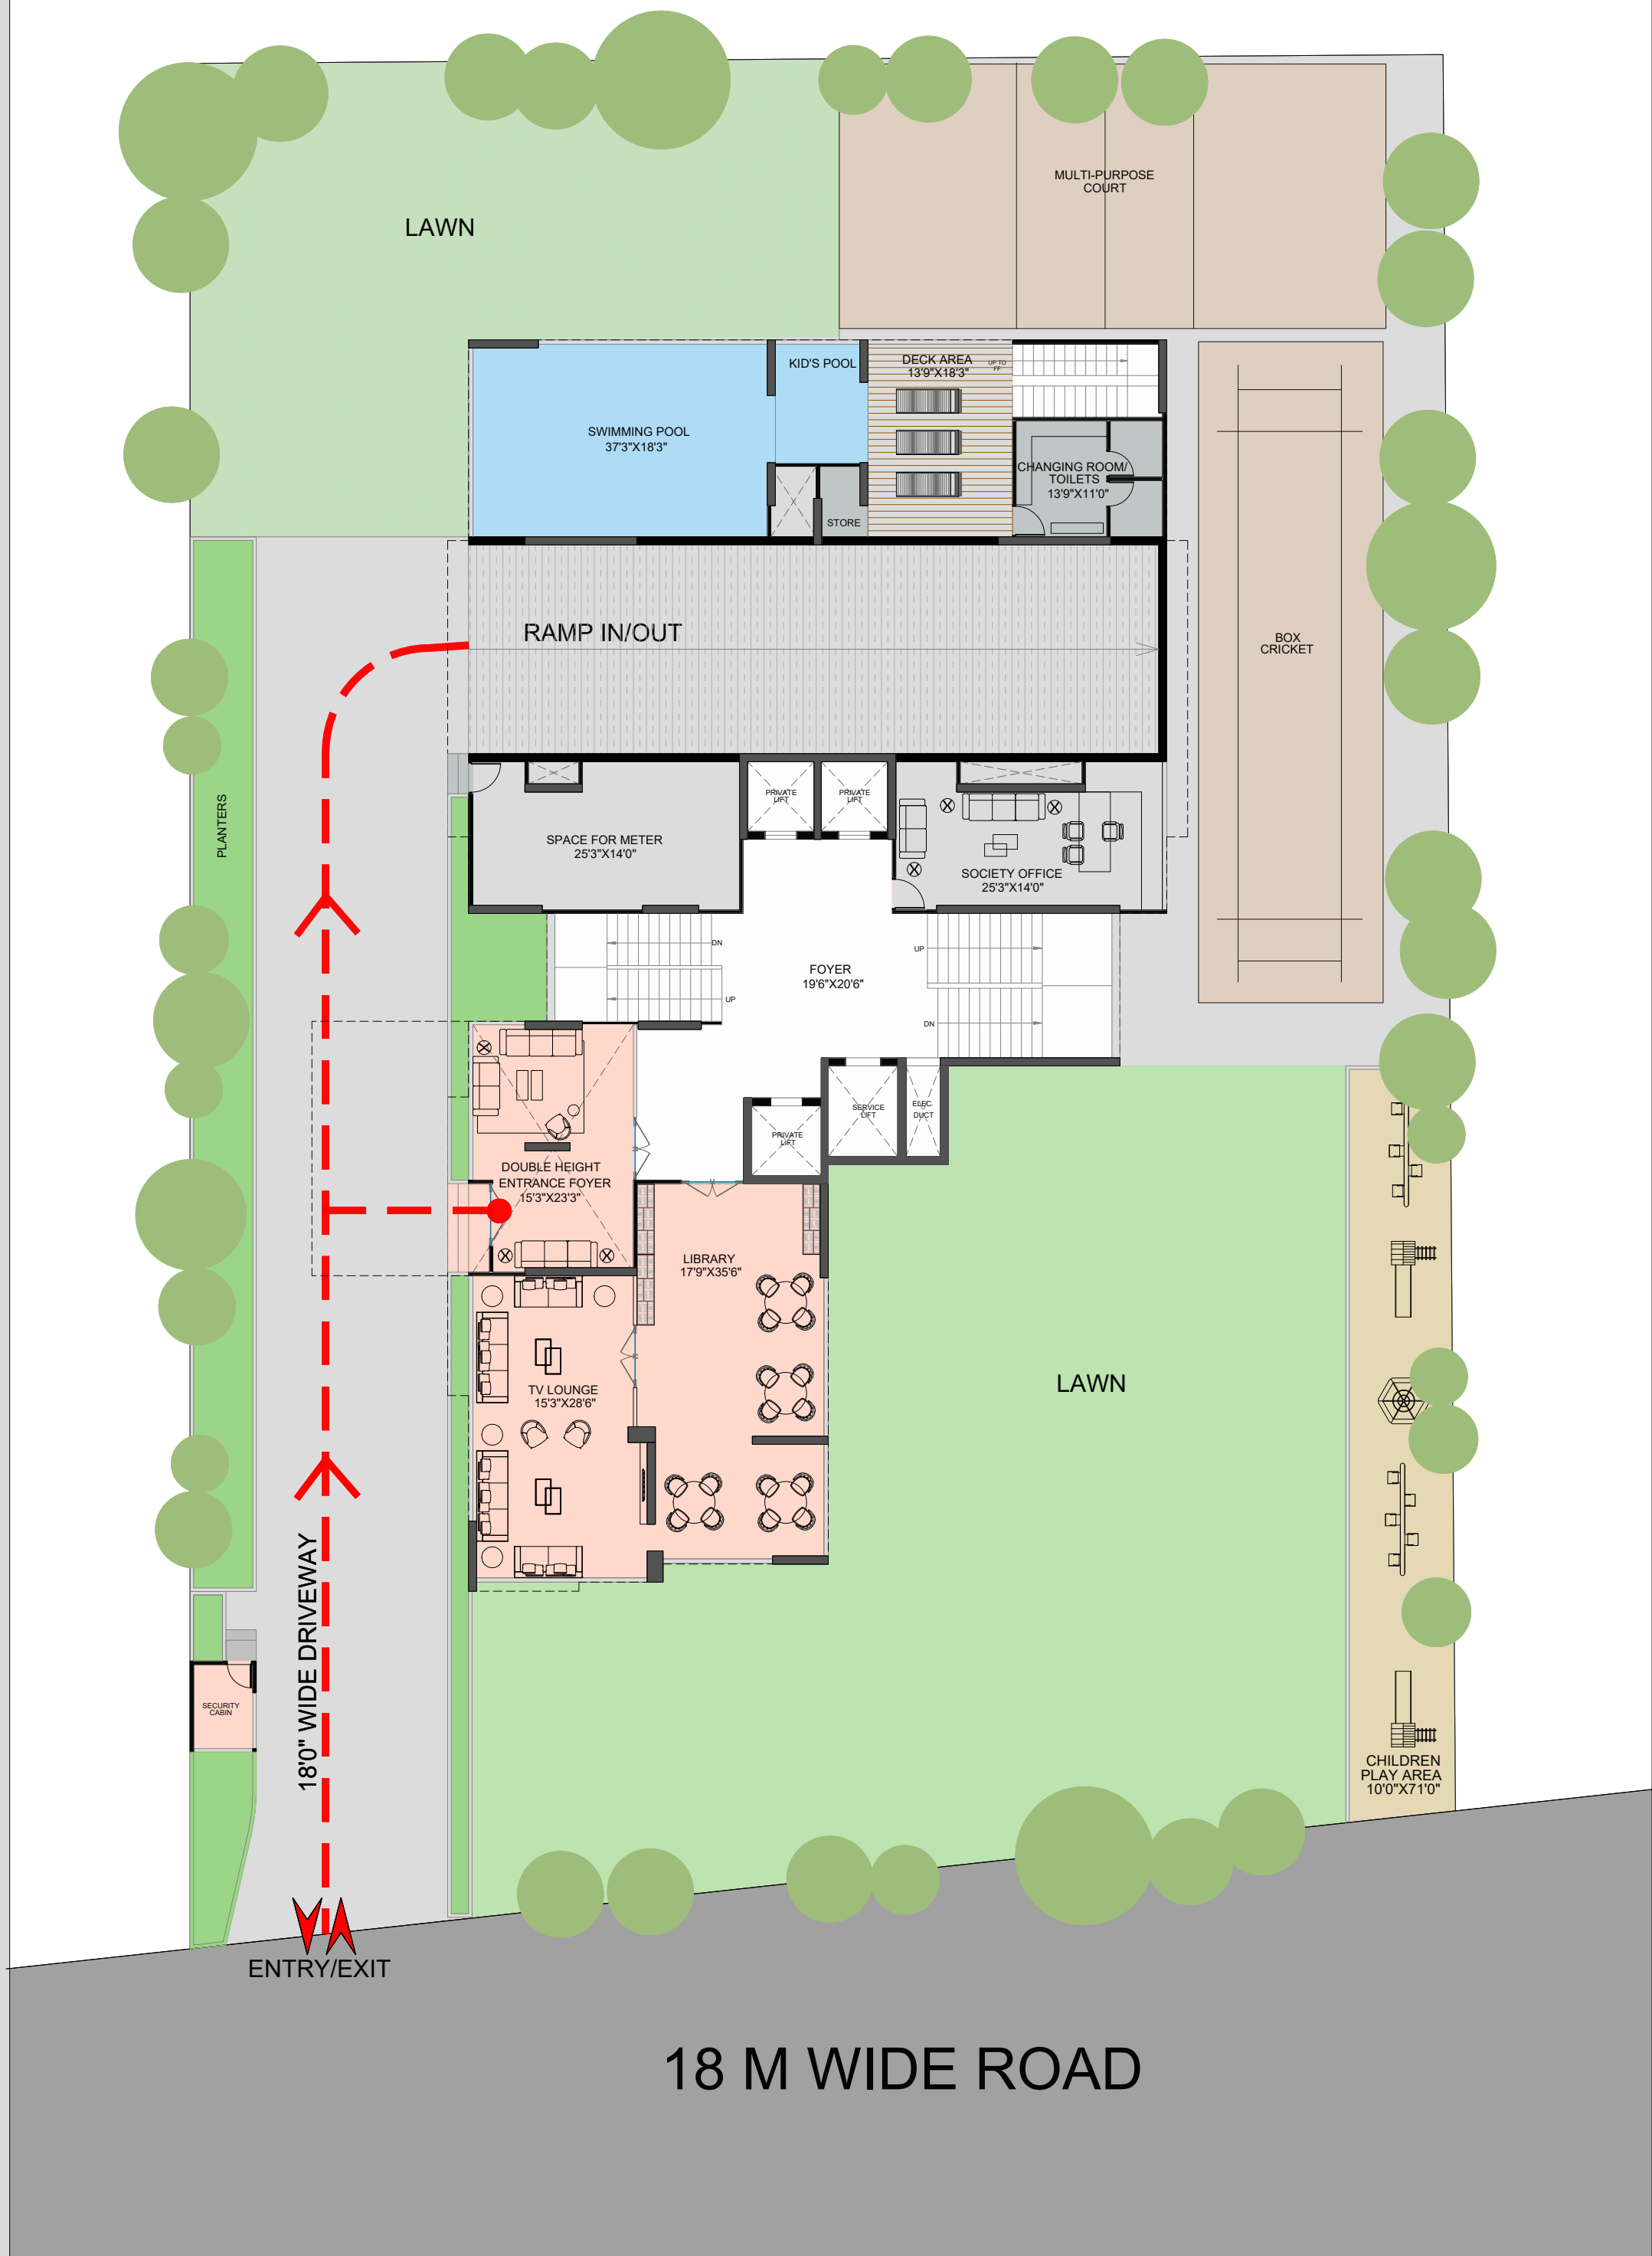 MULTI-PURPOSE
COURT
LAWN
KID'S POOL
DECK AREA
13'9"X18'3"
UP TO
FF
SWIMMING POOL
37'3"X18'3"
CHANGING ROOM/
TOILETS
13'9"X11'0"
STORE
RAMP IN/OUT
BOX
CRICKET
PLANTERS
PRIVATE
LIFT
PRIVATE
LIFT
SPACE FOR METER
25'3"X14'0"
SOCIETY OFFICE
25'3"X14'0"
DN
UP
FOYER
19'6"X20'6"
UP
DN
SERVICE
LIFT
ELEC.
DUCT
PRIVATE
LIFT
DOUBLE HEIGHT
ENTRANCE FOYER
15'3"X23'3"
LIBRARY
17'9"X35'6"
TV LOUNGE
15'3"X28'6"
LAWN
18'0" WIDE DRIVEWAY
SECURITY
CABIN
CHILDREN
PLAY AREA
10'0"X71'0"
ENTRY/EXIT
18 M WIDE ROAD